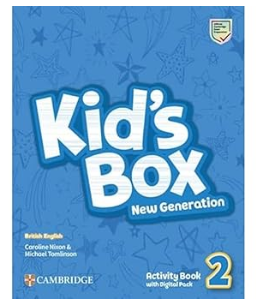 Kid's
Box
New Generation
British English
Caroline Nixon &
Michael Tomlinson
CAMBRIDGE
Activity Book
with Digital Pack
2